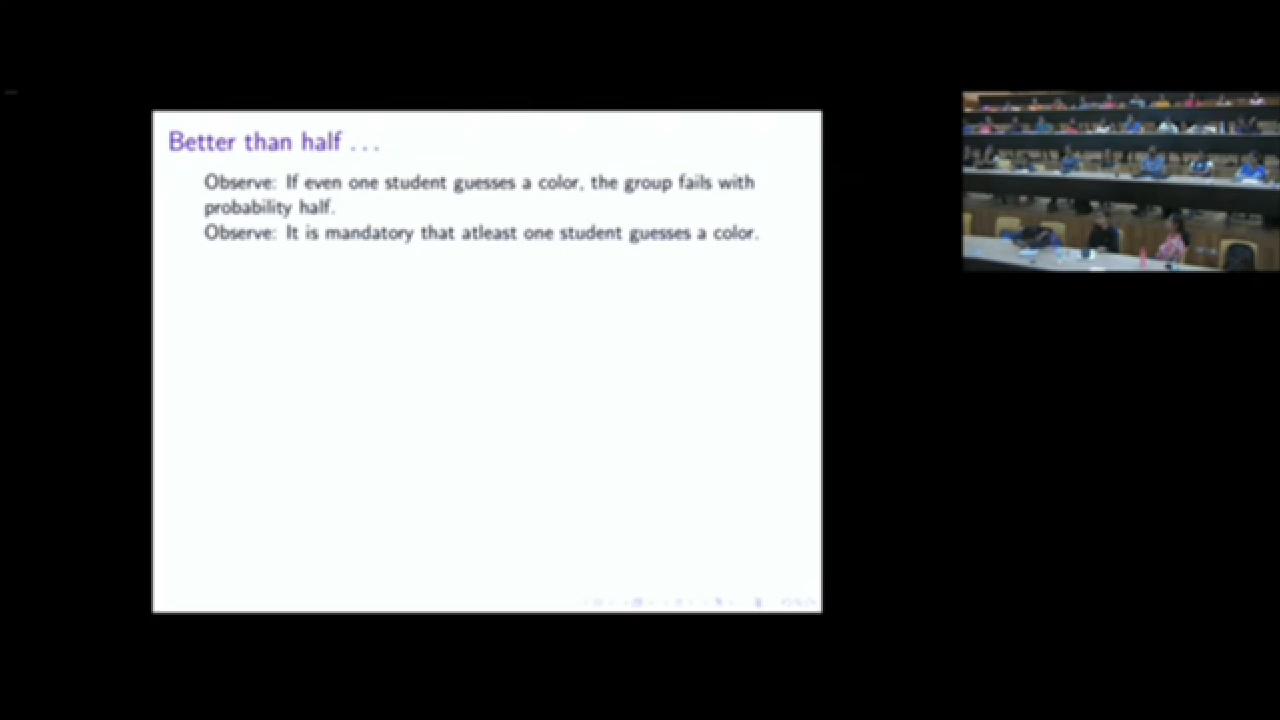 Better than half . . .
Observe: If even one student guesses a color, the group fails with
probability half.
Observe: It is mandatory that atleast one student guesses a color.